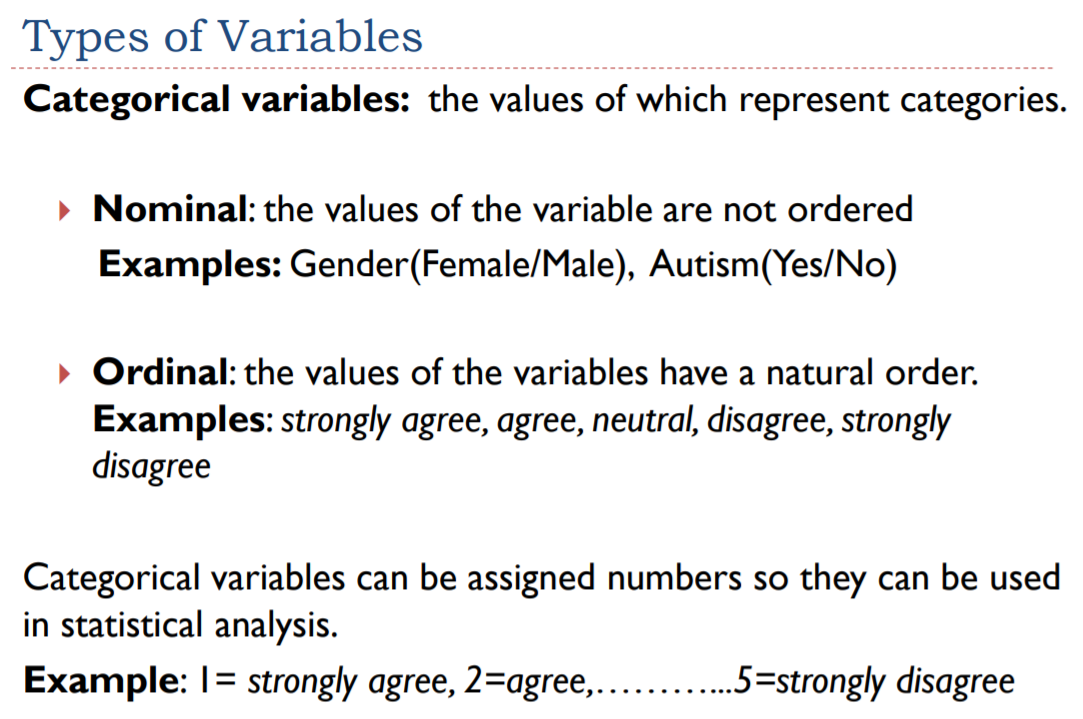 Types of Variables
Categorical variables: the values of which represent categories.
Nominal: the values of the variable are not ordered
Examples: Gender(Female/Male), Autism(Yes/No)
Ordinal: the values of the variables have a natural order.
Examples: strongly agree, agree, neutral, disagree, strongly
disagree
Categorical variables can be assigned numbers so they can be used
in statistical analysis.
Example: 1= strongly agree, 2=agree,…………..5=strongly disagree